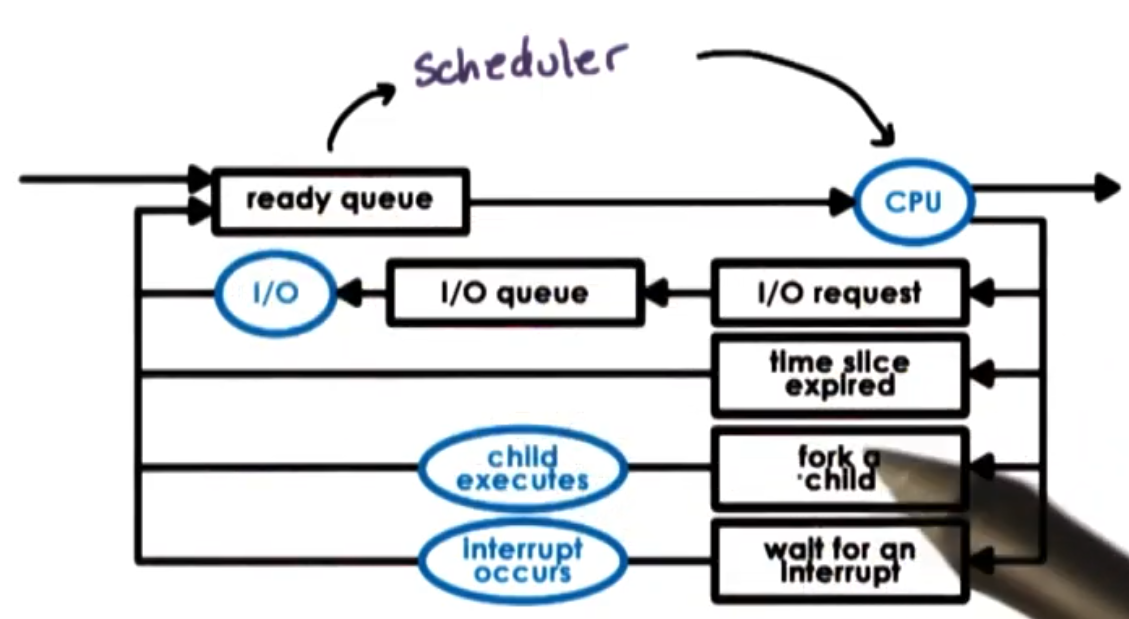 scheduler
ready queue
CPU
I/O
I/O queue
I/O request
time slice
expired
child
executes
fork a
child
Interrupt
occurs
wait for an
Interrupt